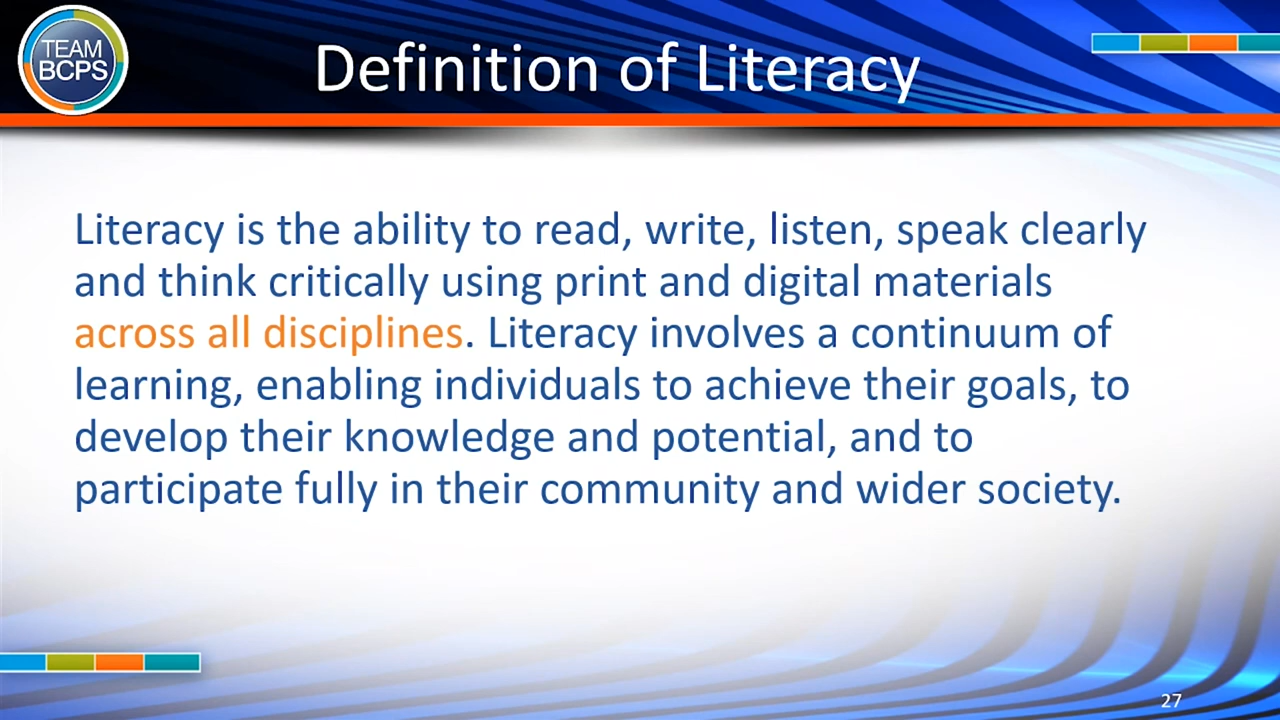 TEAM
BCPS
Definition of Literacy
Literacy is the ability to read, write, listen, speak clearly
and think critically using print and digital materials
across all disciplines. Literacy involves a continuum of
learning, enabling individuals to achieve their goals, to
develop their knowledge and potential, and to
participate fully in their community and wider society.
27